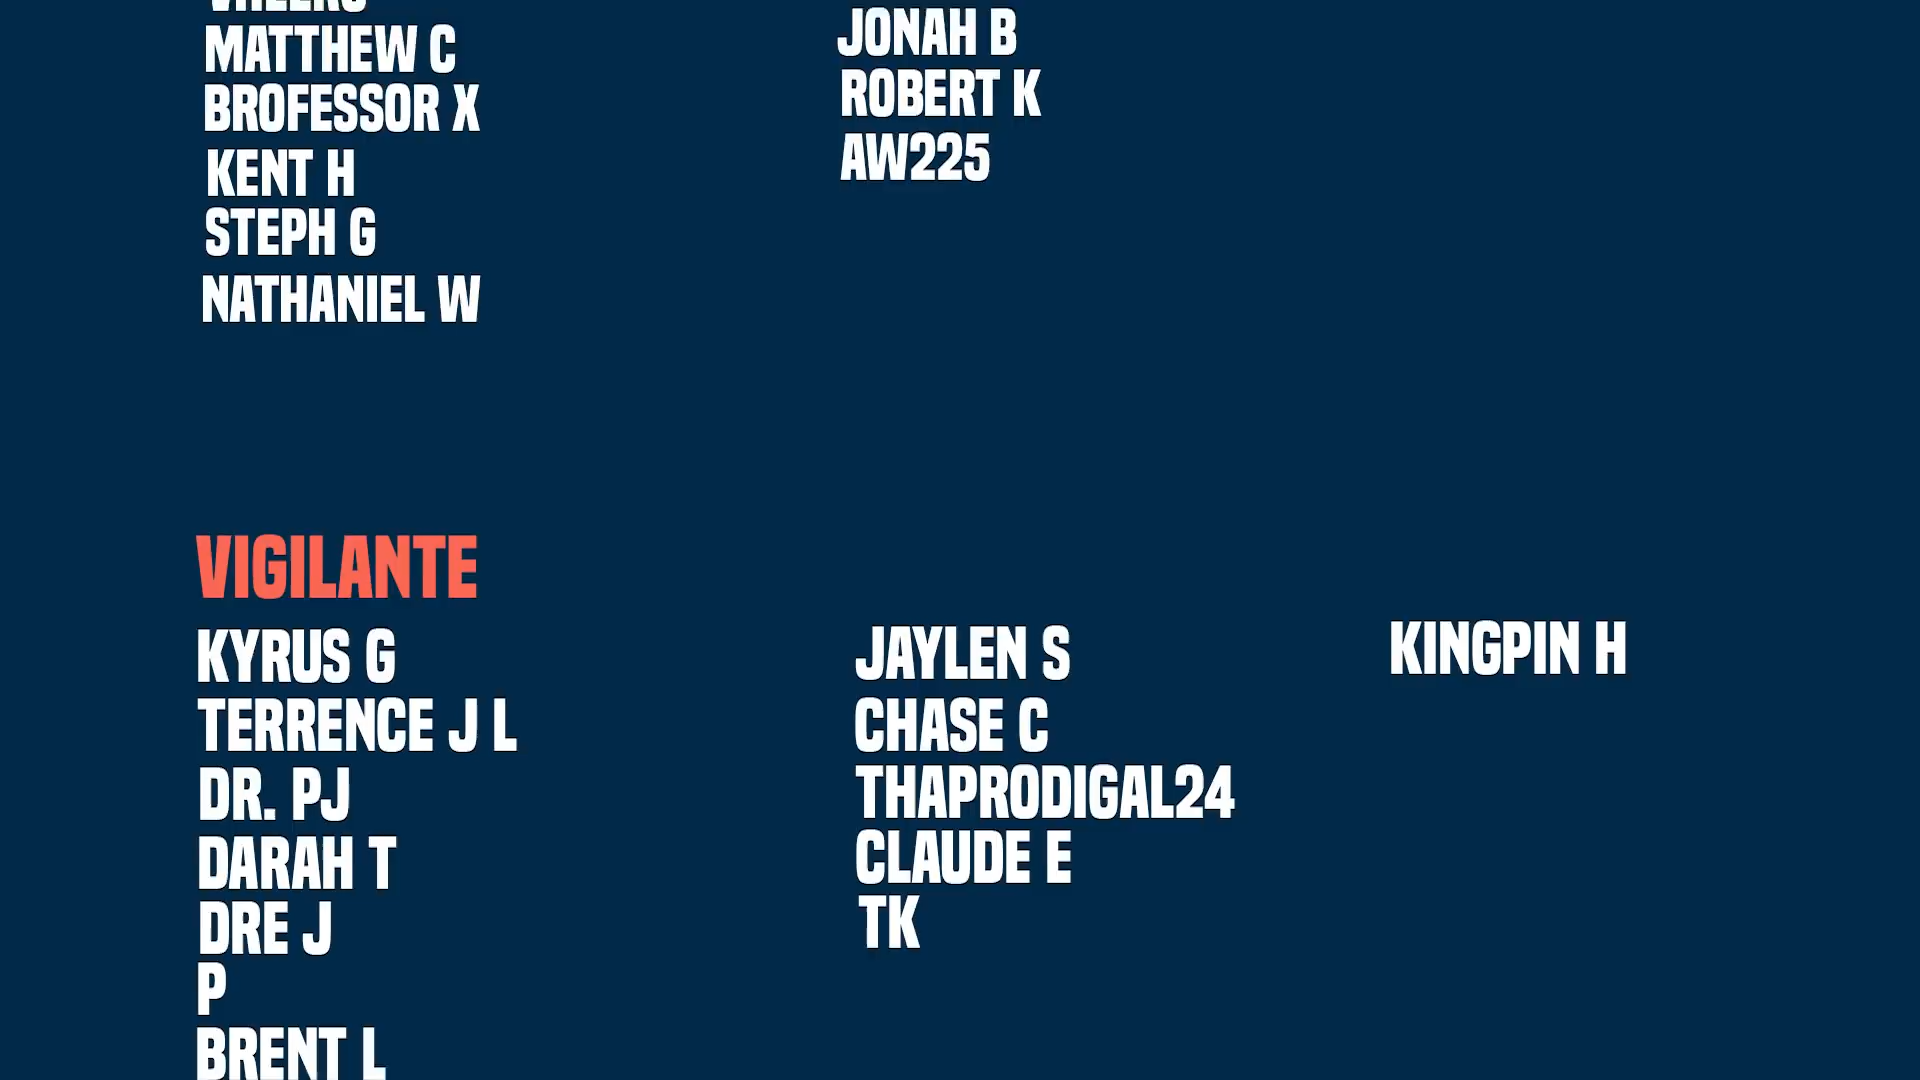 MATTHEW C
BROFESSOR X
KENT H
STEPH G
NATHANIEL W
JONAH B
ROBERT K
AW225
VIGILANTE
KYRUS G
TERRENCE J L
DR. PJ
DARAH T
DRE J
P
BRENT L
JAYLEN S
CHASE C
THAPRODIGAL24
CLAUDE E
TK
KINGPIN H